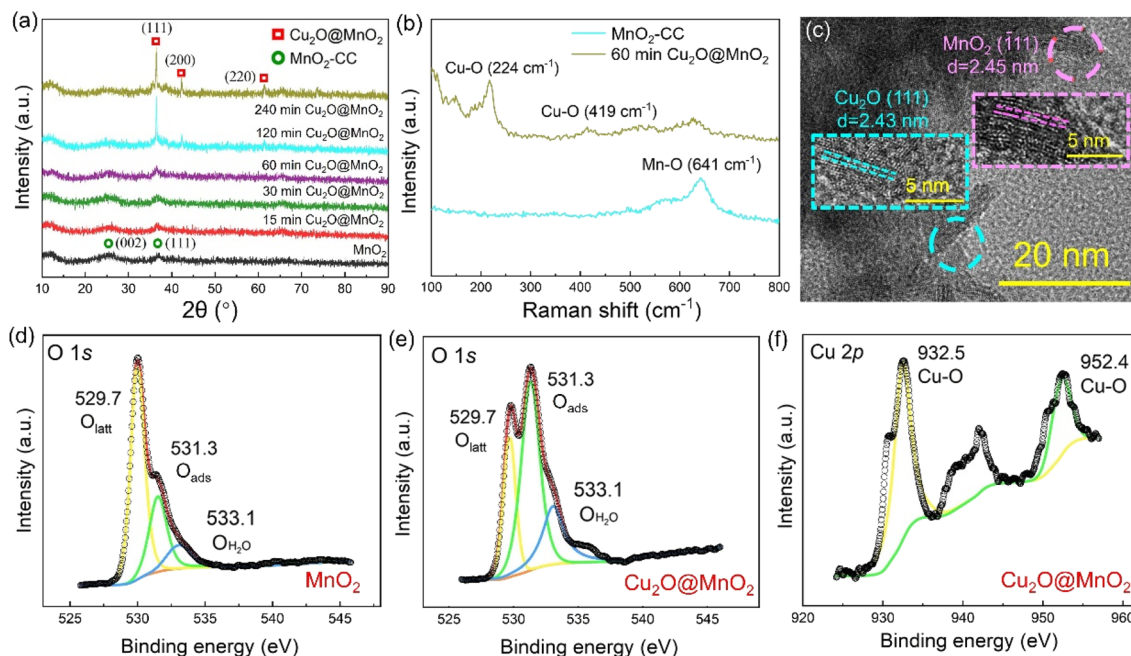 (a)
Intensity (a.u.)
(111)
(200)
(220)
Cu₂O@MnO₂
MnO₂-CC
240 min Cu₂O@MnO₂
120 min Cu₂O@MnO₂
60 min Cu₂O@MnO₂
30 min Cu₂O@MnO₂
15 min Cu₂O@MnO₂
(002)
(111)
MnO₂
10 20 30 40 50 60 70 80 90
2θ (°)
(b)
Intensity (a.u.)
MnO₂-CC
60 min Cu₂O@MnO₂
Cu-O (224 cm⁻¹)
Cu-O (419 cm⁻¹)
Mn-O (641 cm⁻¹)
100 200 300 400 500 600 700 800
Raman shift (cm⁻¹)
(c)
MnO₂ (1̄11)
d=2.45 nm
Cu₂O (111)
d=2.43 nm
5 nm
5 nm
20 nm
(d)
O 1s
Intensity (a.u.)
529.7
Olatt
531.3
Oads
533.1
OH₂O
MnO₂
525 530 535 540 545
Binding energy (eV)
(e)
O 1s
Intensity (a.u.)
529.7
Olatt
531.3
Oads
533.1
OH₂O
Cu₂O@MnO₂
525 530 535 540 545
Binding energy (eV)
(f)
Cu 2p
Intensity (a.u.)
932.5
Cu-O
952.4
Cu-O
Cu₂O@MnO₂
920 930 940 950 960
Binding energy (eV)